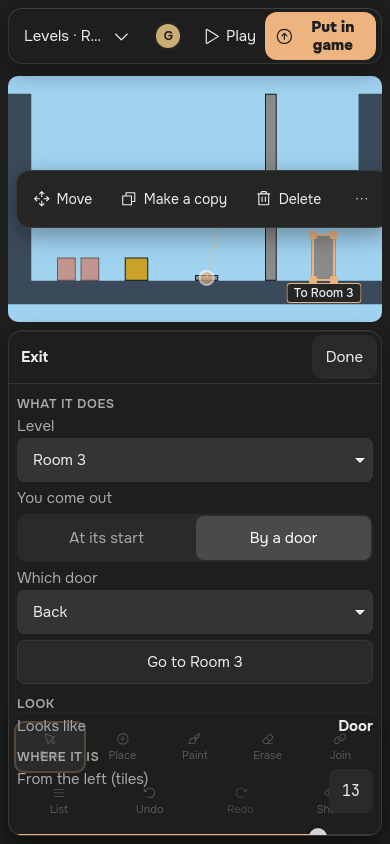 Levels · R...
G
Play
Put in game
Move
Make a copy
Delete
...
To Room 3
Exit
Done
WHAT IT DOES
Level
Room 3
You come out
At its start
By a door
Which door
Back
Go to Room 3
LOOK
Looks like
Door
Place
Paint
Erase
Join
WHERE IT IS
From the left (tiles)
13
List
Undo
Redo